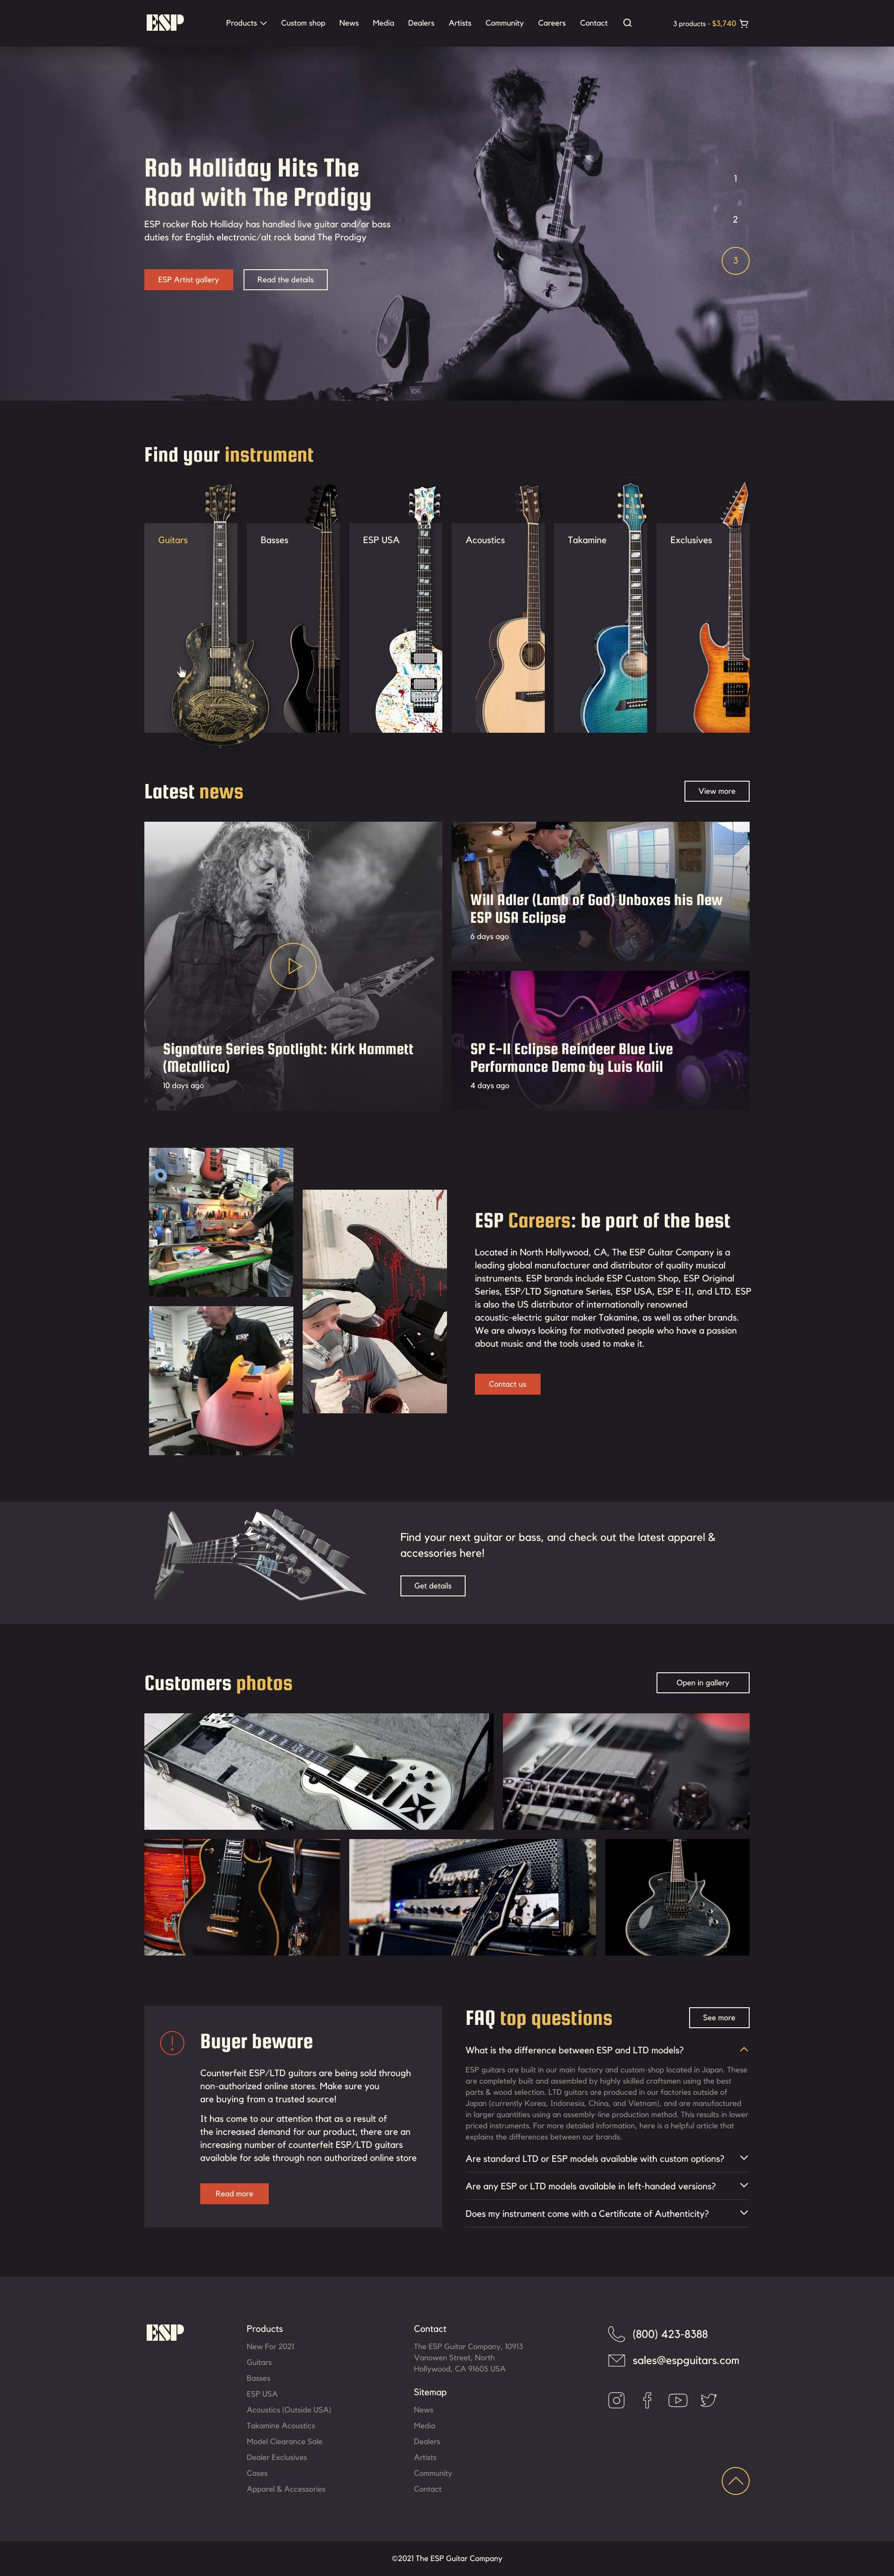 ESP
Products
Custom shop
News
Media
Dealers
Artists
Community
Careers
Contact
3 products - $3,740
Rob Holliday Hits The
Road with The Prodigy
ESP rocker Rob Holliday has handled live guitar and/or bass
duties for English electronic/alt rock band The Prodigy
ESP Artist gallery
Read the details
1
2
3
Find your instrument
Guitars
Basses
ESP USA
Acoustics
Takamine
Exclusives
Latest news
View more
Signature Series Spotlight: Kirk Hammett
(Metallica)
10 days ago
Will Adler (Lamb of God) Unboxes his New
ESP USA Eclipse
6 days ago
SP E-II Eclipse Reindeer Blue Live
Performance Demo by Luis Kalil
4 days ago
ESP Careers: be part of the best
Located in North Hollywood, CA, The ESP Guitar Company is a
leading global manufacturer and distributor of quality musical
instruments. ESP brands include ESP Custom Shop, ESP Original
Series, ESP/LTD Signature Series, ESP USA, ESP E-II, and LTD. ESP
is also the US distributor of internationally renowned
acoustic-electric guitar maker Takamine, as well as other brands.
We are always looking for motivated people who have a passion
about music and the tools used to make it.
Contact us
Find your next guitar or bass, and check out the latest apparel &
accessories here!
Get details
Customers photos
Open in gallery
Bugera
Buyer beware
Counterfeit ESP/LTD guitars are being sold through
non-authorized online stores. Make sure you
are buying from a trusted source!
It has come to our attention that as a result of
the increased demand for our product, there are an
increasing number of counterfeit ESP/LTD guitars
available for sale through non authorized online store
Read more
FAQ top questions
See more
What is the difference between ESP and LTD models?
ESP guitars are built in our main factory and custom-shop located in Japan. These
are completely built and assembled by highly skilled craftsmen using the best
parts & wood selection. LTD guitars are produced in our factories outside of
Japan (currently Korea, Indonesia, China, and Vietnam), and are manufactured
in larger quantities using an assembly-line production method. This results in lower
priced instruments. For more detailed information, here is a helpful article that
explains the differences between our brands.
Are standard LTD or ESP models available with custom options?
Are any ESP or LTD models available in left-handed versions?
Does my instrument come with a Certificate of Authenticity?
ESP
Products
New For 2021
Guitars
Basses
ESP USA
Acoustics (Outside USA)
Takamine Acoustics
Model Clearance Sale
Dealer Exclusives
Cases
Apparel & Accessories
Contact
The ESP Guitar Company, 10913
Vanowen Street, North
Hollywood, CA 91605 USA
Sitemap
News
Media
Dealers
Artists
Community
Contact
(800) 423-8388
sales@espguitars.com
©2021 The ESP Guitar Company